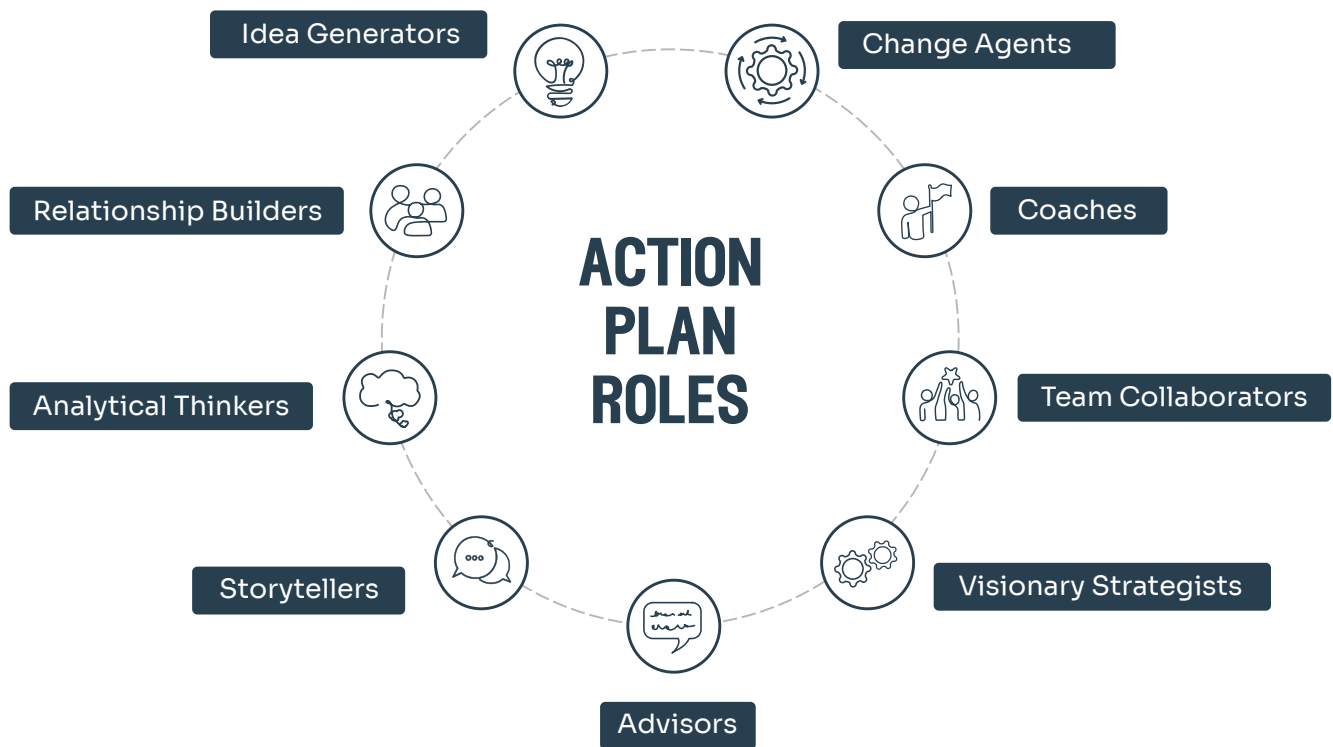 Idea Generators
Change Agents
Relationship Builders
Coaches
ACTION
PLAN
ROLES
Analytical Thinkers
Team Collaborators
Storytellers
Visionary Strategists
Advisors